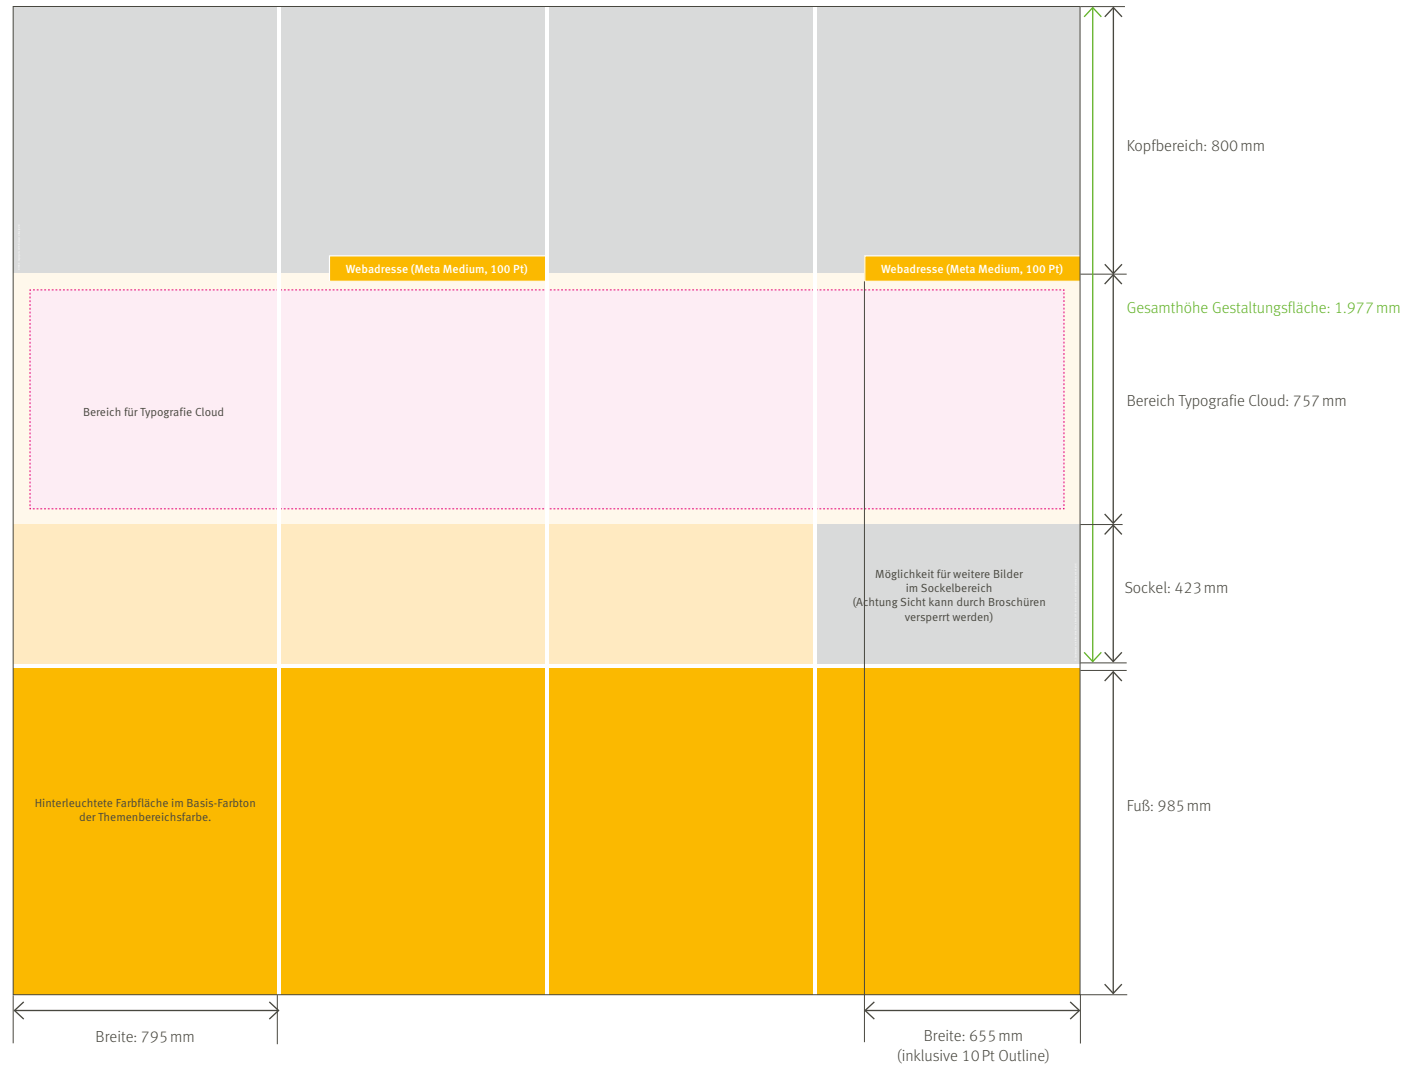 Kopfbereich: 800 mm
Webadresse (Meta Medium, 100 Pt)
Webadresse (Meta Medium, 100 Pt)
Gesamthöhe Gestaltungsfläche: 1.977 mm
Bereich Typografie Cloud: 757 mm
Bereich für Typografie Cloud
Möglichkeit für weitere Bilder
im Sockelbereich
(Achtung Sicht kann durch Broschüren
versperrt werden)
Sockel: 423 mm
Hinterleuchtete Farbfläche im Basis-Farbton
der Themenbereichsfarbe.
Fuß: 985 mm
Breite: 795 mm
Breite: 655 mm
(inklusive 10 Pt Outline)